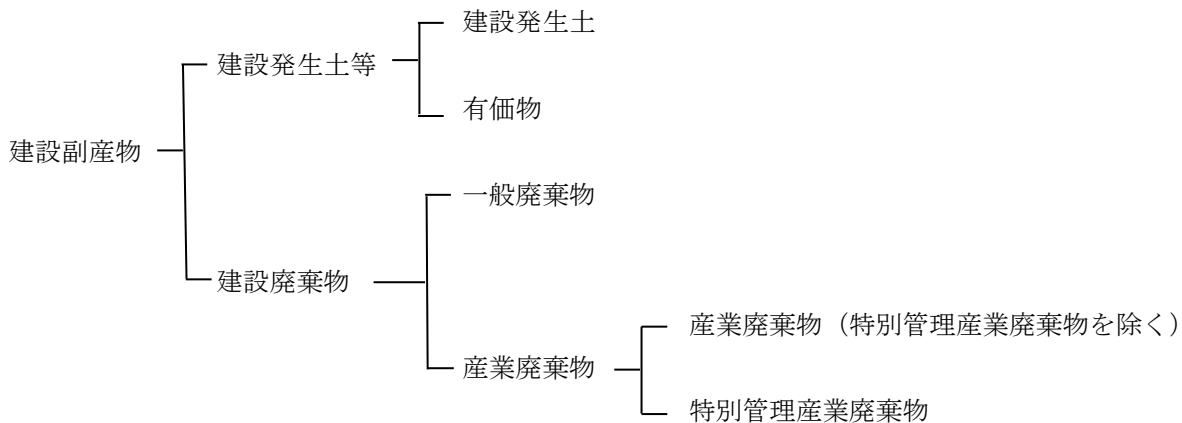 建設発生土
建設発生土等
有価物
建設副産物
一般廃棄物
建設廃棄物
産業廃棄物（特別管理産業廃棄物を除く）
産業廃棄物
特別管理産業廃棄物